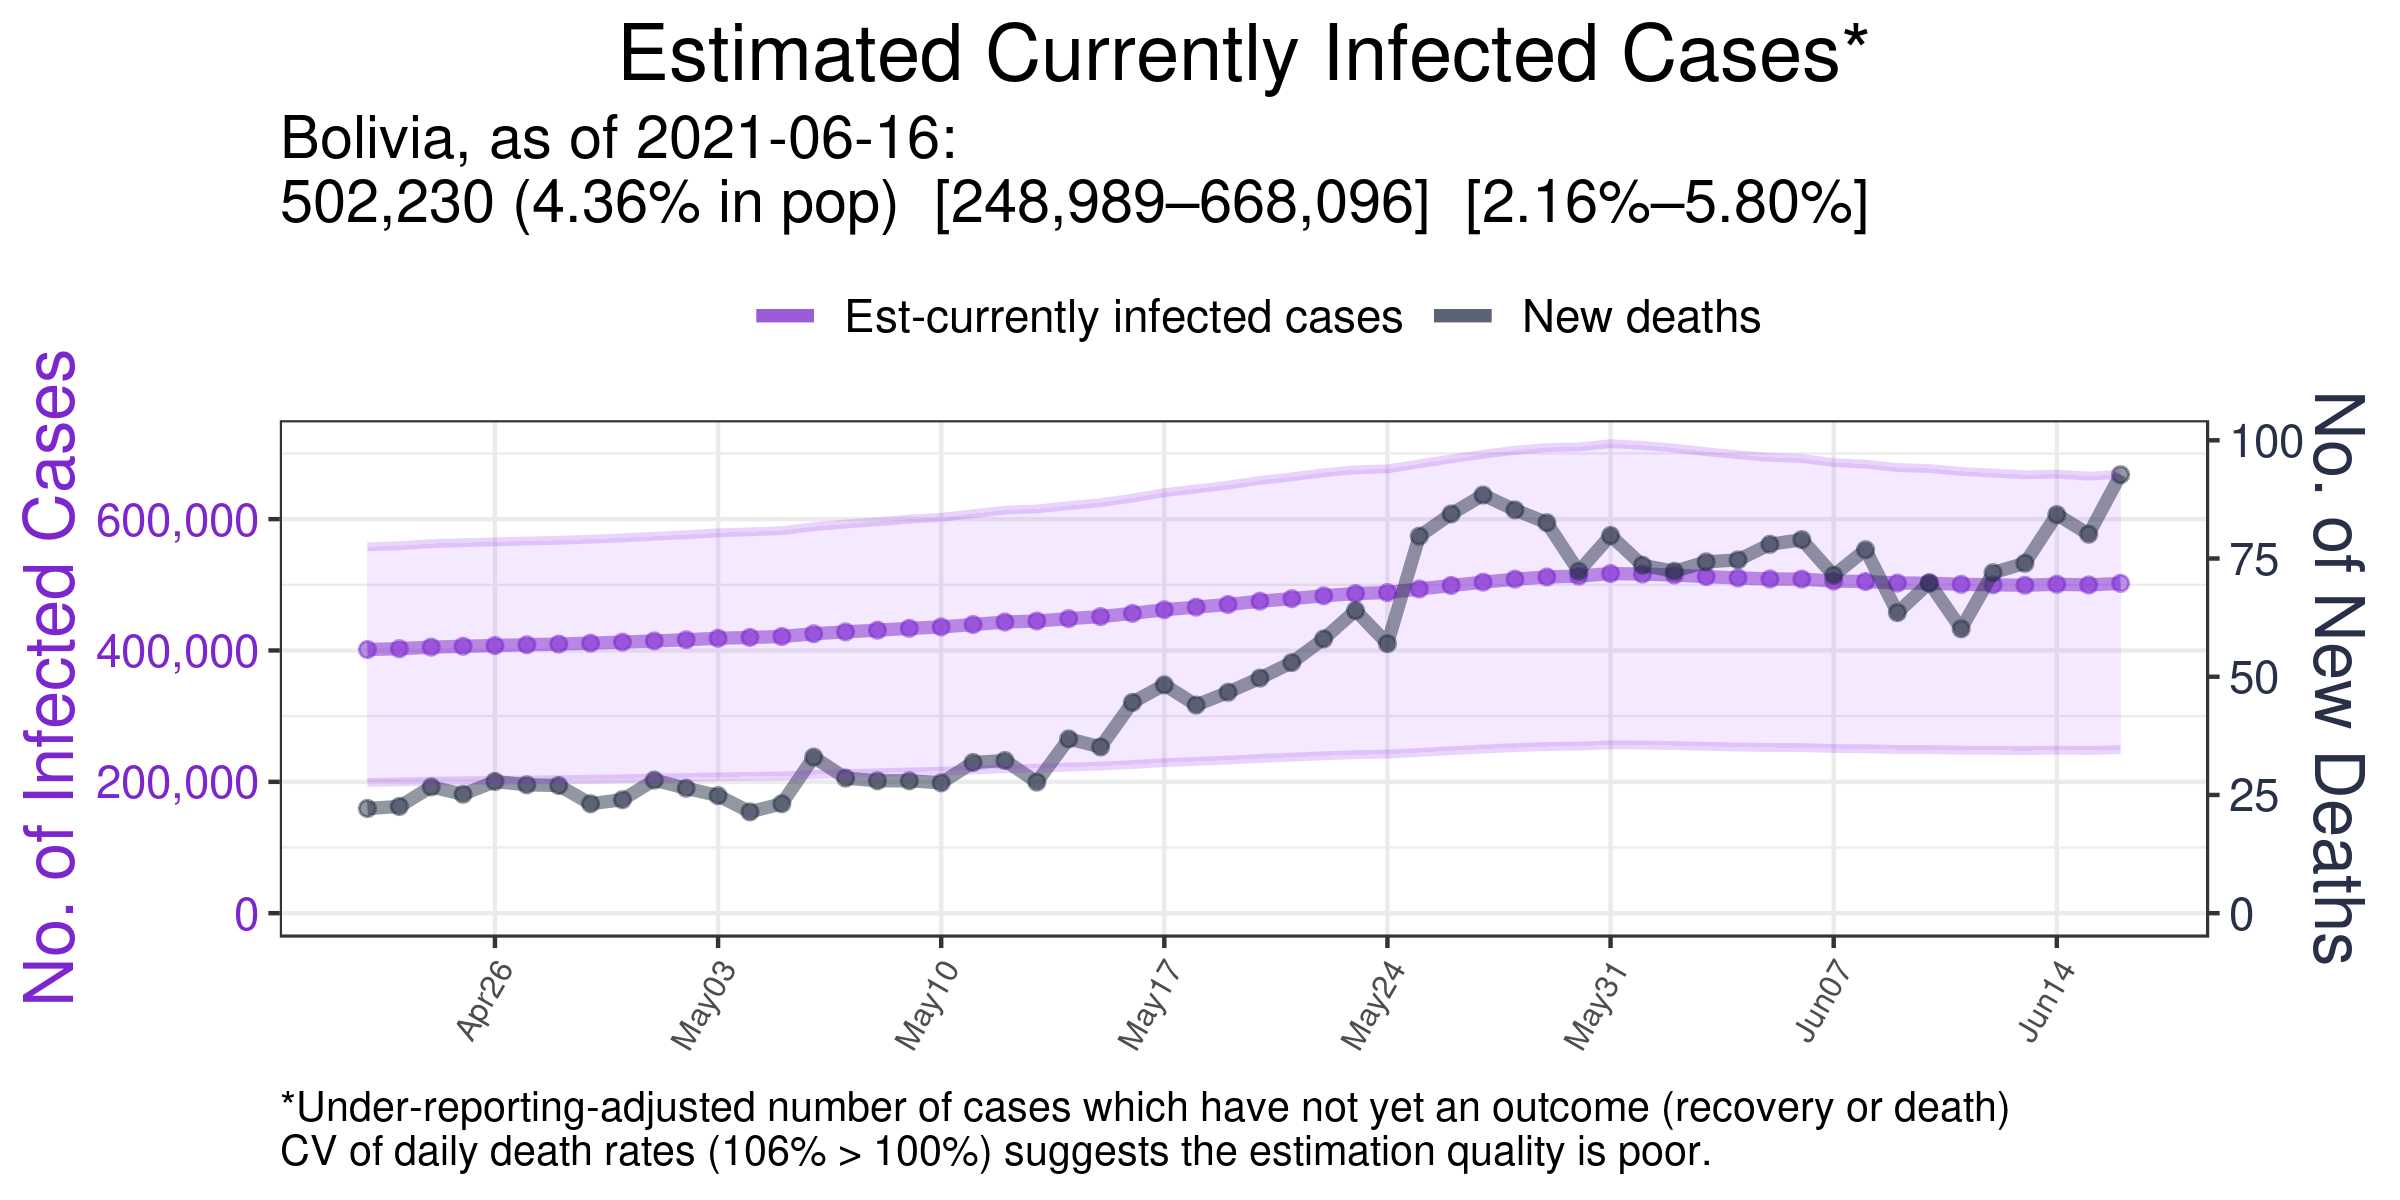 Estimated Currently Infected Cases*
Bolivia, as of 2021-06-16:
502,230 (4.36% in pop)  [248,989–668,096]  [2.16%–5.80%]
Est-currently infected cases
New deaths
No. of Infected Cases
600,000
400,000
200,000
0
100
75
50
25
0
No. of New Deaths
Apr26
May03
May10
May17
May24
May31
Jun07
Jun14
*Under-reporting-adjusted number of cases which have not yet an outcome (recovery or death)
CV of daily death rates (106% > 100%) suggests the estimation quality is poor.